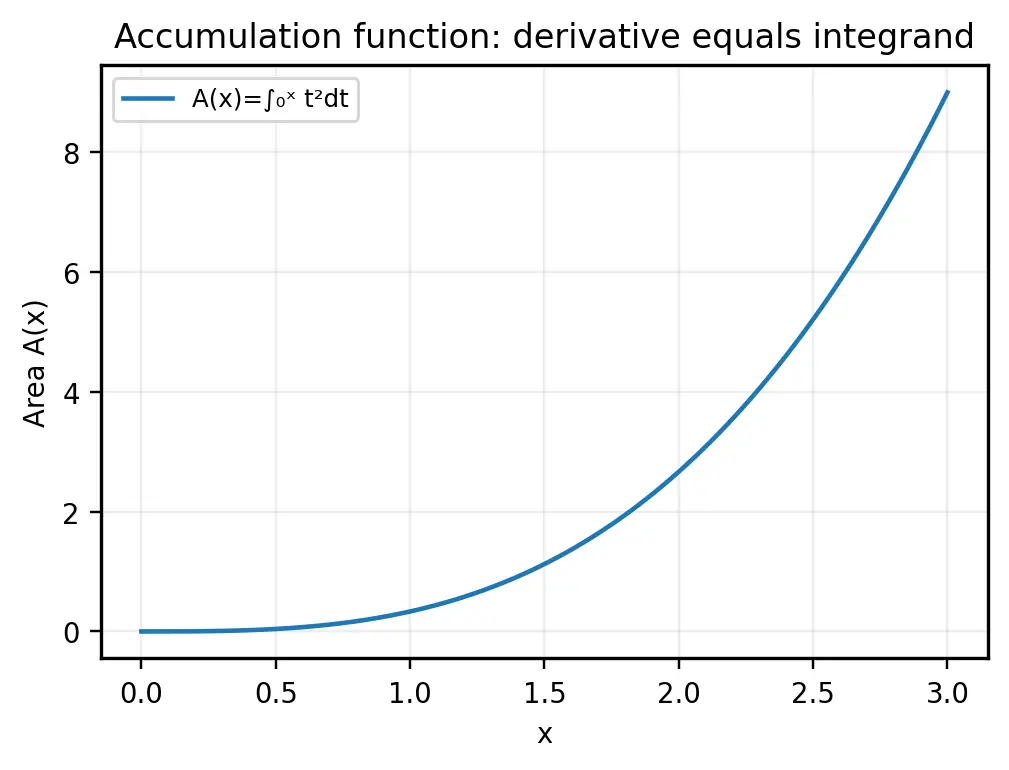 Accumulation function: derivative equals integrand
A(x)=∫₀ˣ t²dt
Area A(x)
8
6
4
2
0
0.0 0.5 1.0 1.5 2.0 2.5 3.0
x